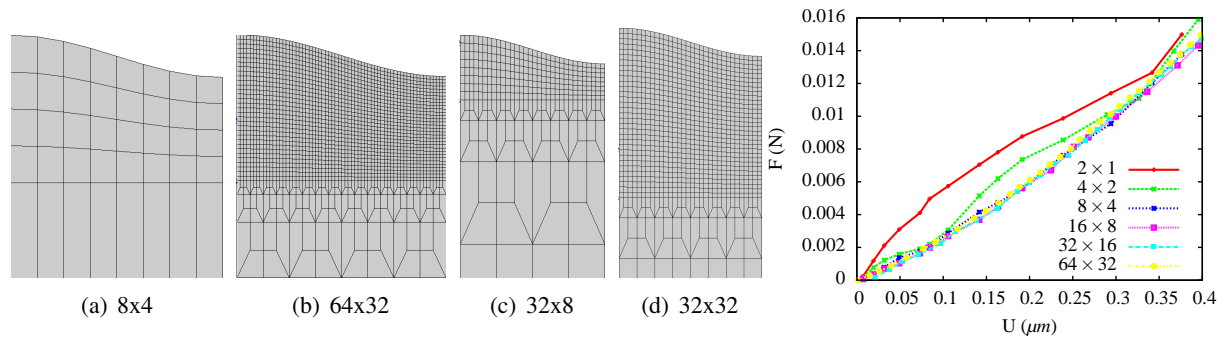 (a) 8x4
(b) 64x32
(c) 32x8
(d) 32x32
F (N)
0.016
0.014
0.012
0.01
0.008
0.006
0.004
0.002
0
2 × 1
4 × 2
8 × 4
16 × 8
32 × 16
64 × 32
0 0.05 0.1 0.15 0.2 0.25 0.3 0.35 0.4
U (μm)